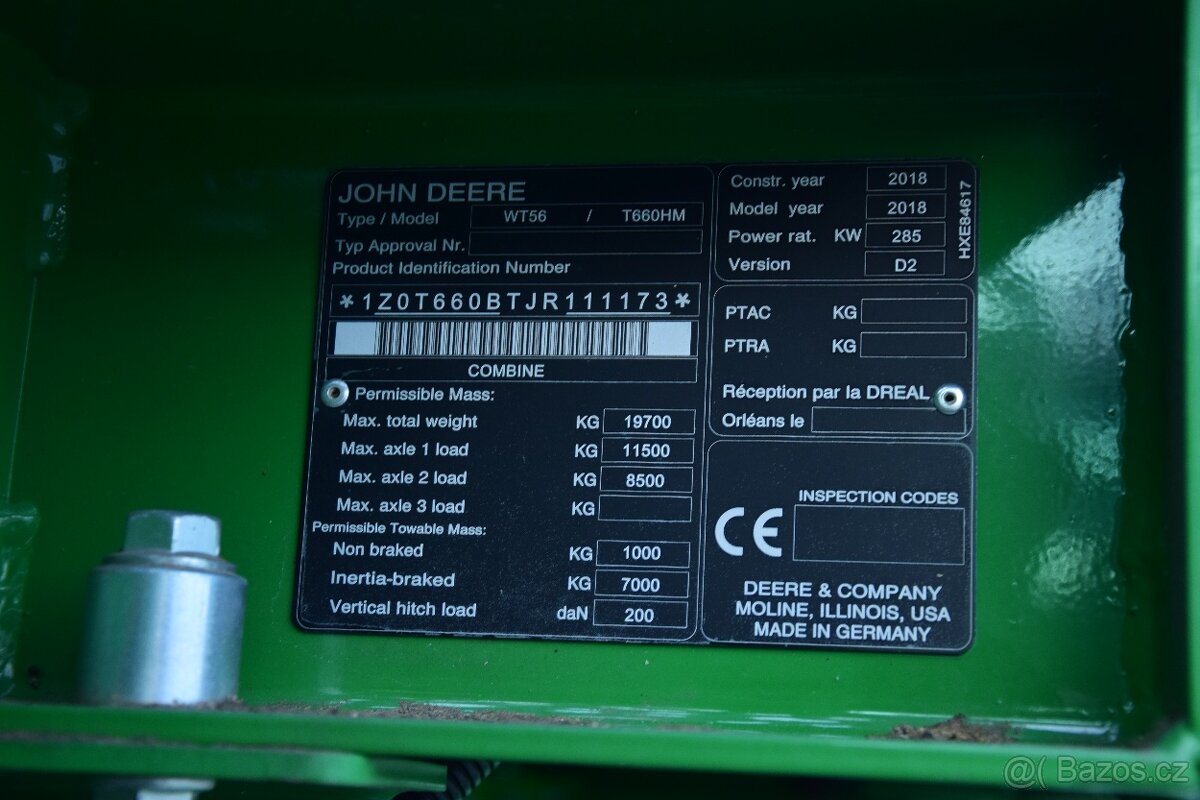 JOHN DEERE
Type / Model WT56 / T660HM
Typ Approval Nr.
Product Identification Number
*1Z0T660BTJR111173*
COMBINE
Permissible Mass:
Max. total weight KG 19700
Max. axle 1 load KG 11500
Max. axle 2 load KG 8500
Max. axle 3 load KG
Permissible Towable Mass:
Non braked KG 1000
Inertia-braked KG 7000
Vertical hitch load daN 200
Constr. year 2018
Model year 2018
Power rat. KW 285
Version D2
HXE84617
PTAC KG
PTRA KG
Réception par la DREAL
Orléans le
INSPECTION CODES
CE
DEERE & COMPANY
MOLINE, ILLINOIS, USA
MADE IN GERMANY
@( Bazos.cz